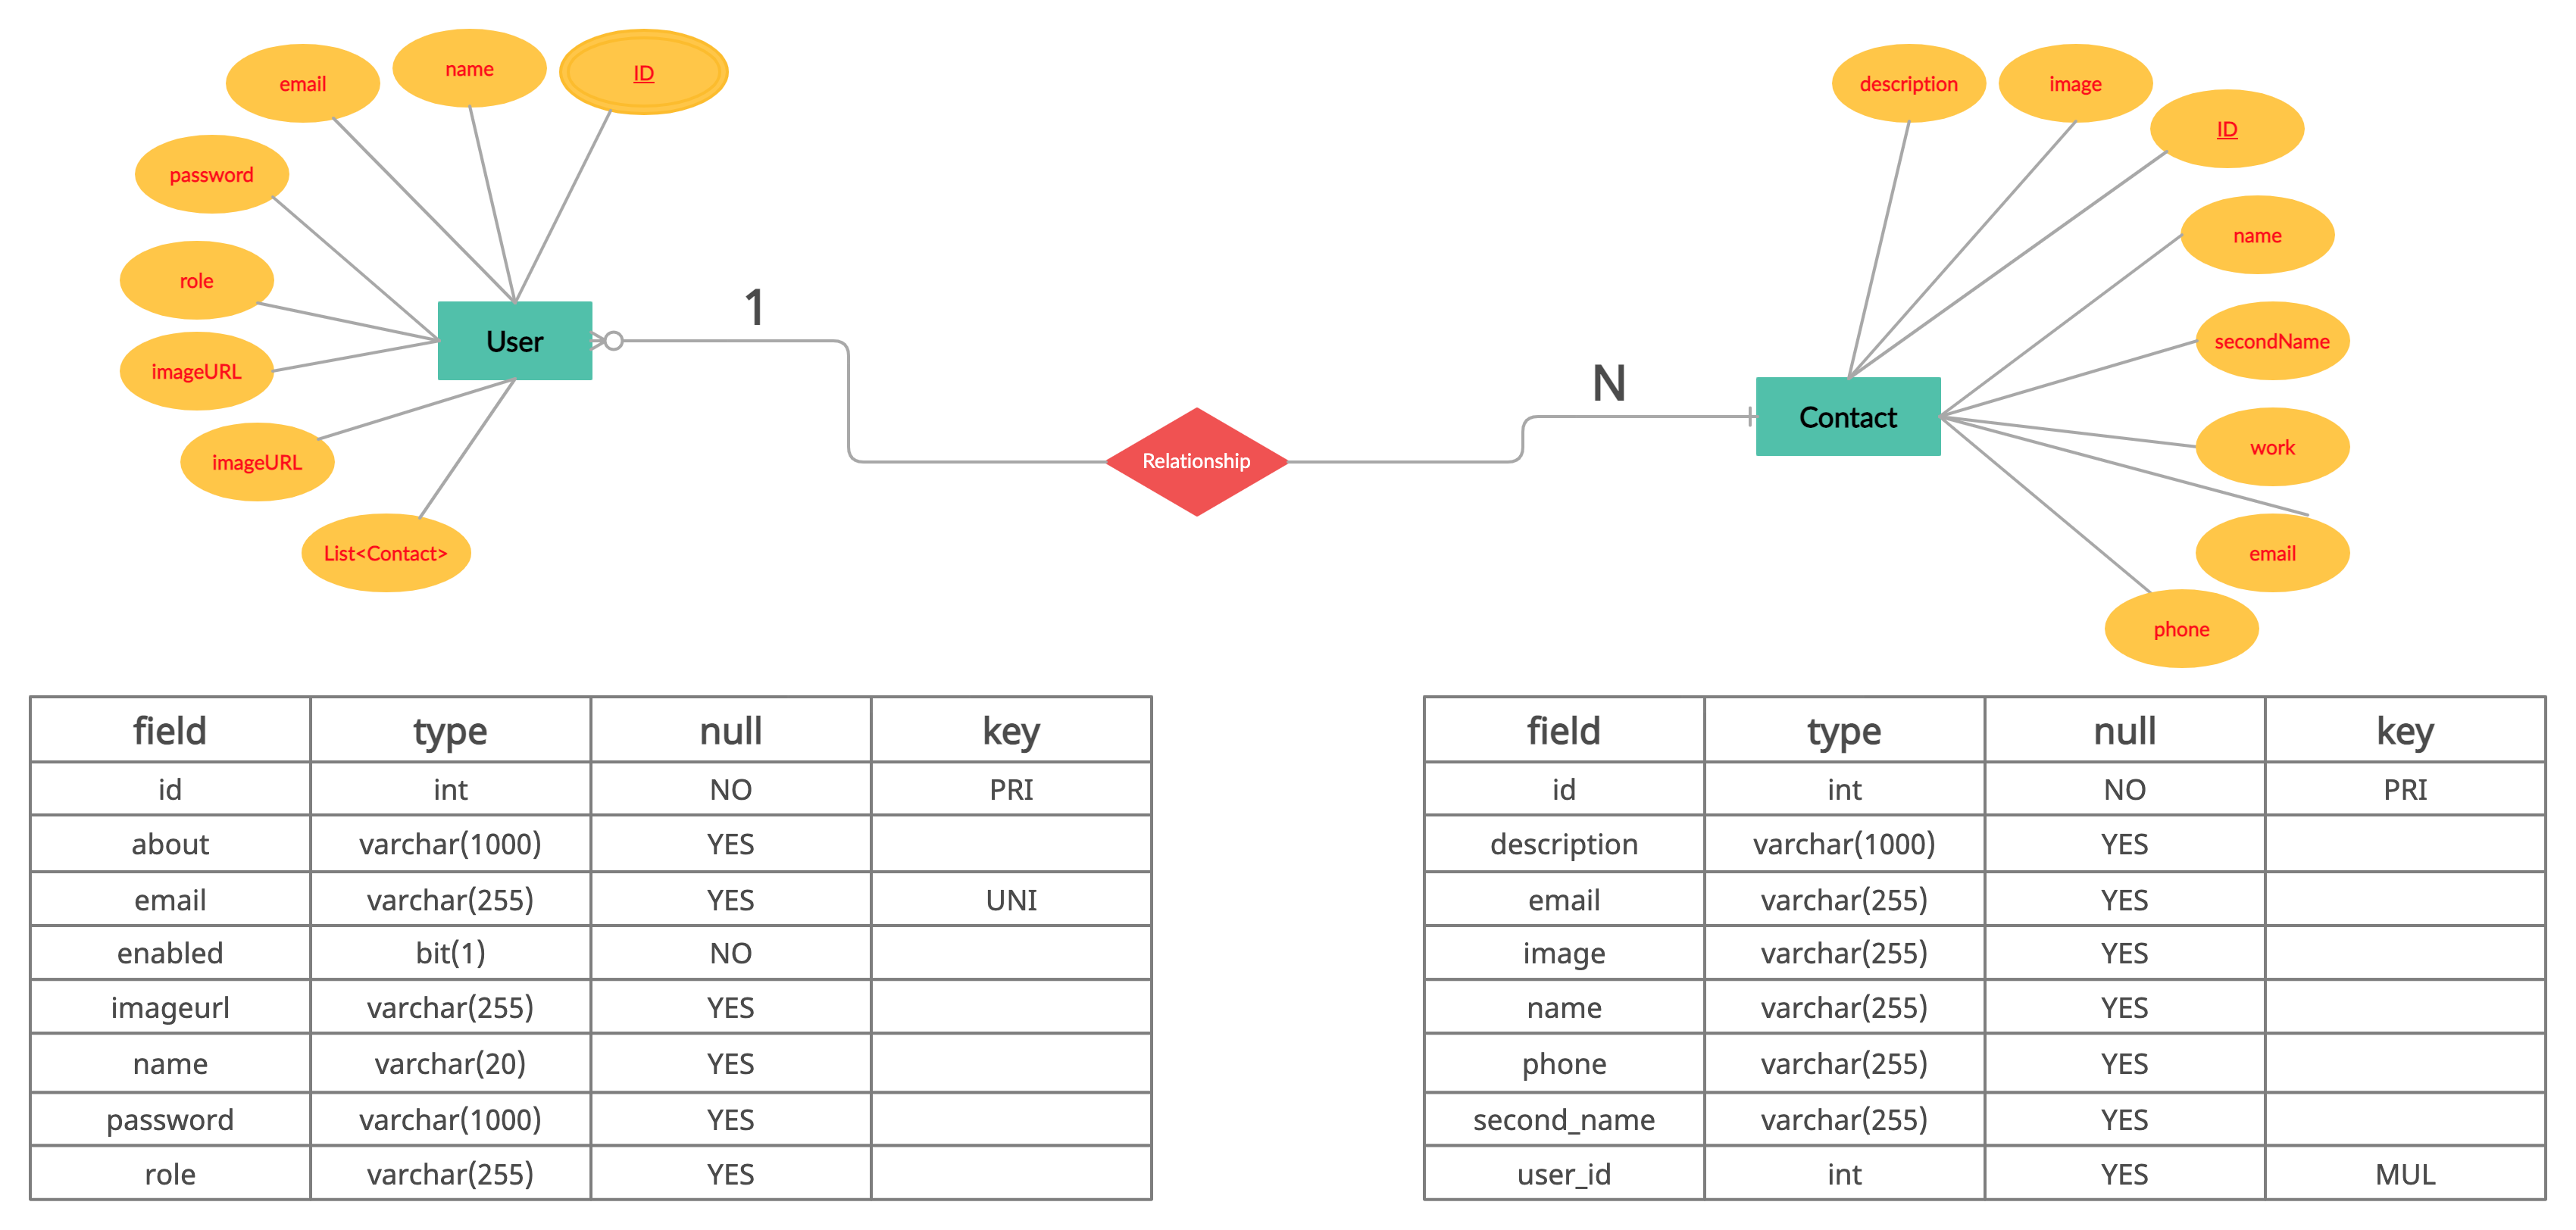 email
name
ID
password
role
imageURL
imageURL
List<Contact>
User
1
Relationship
N
Contact
description
image
ID
name
secondName
work
email
phone
field type null key
id int NO PRI
about varchar(1000) YES
email varchar(255) YES UNI
enabled bit(1) NO
imageurl varchar(255) YES
name varchar(20) YES
password varchar(1000) YES
role varchar(255) YES
field type null key
id int NO PRI
description varchar(1000) YES
email varchar(255) YES
image varchar(255) YES
name varchar(255) YES
phone varchar(255) YES
second_name varchar(255) YES
user_id int YES MUL